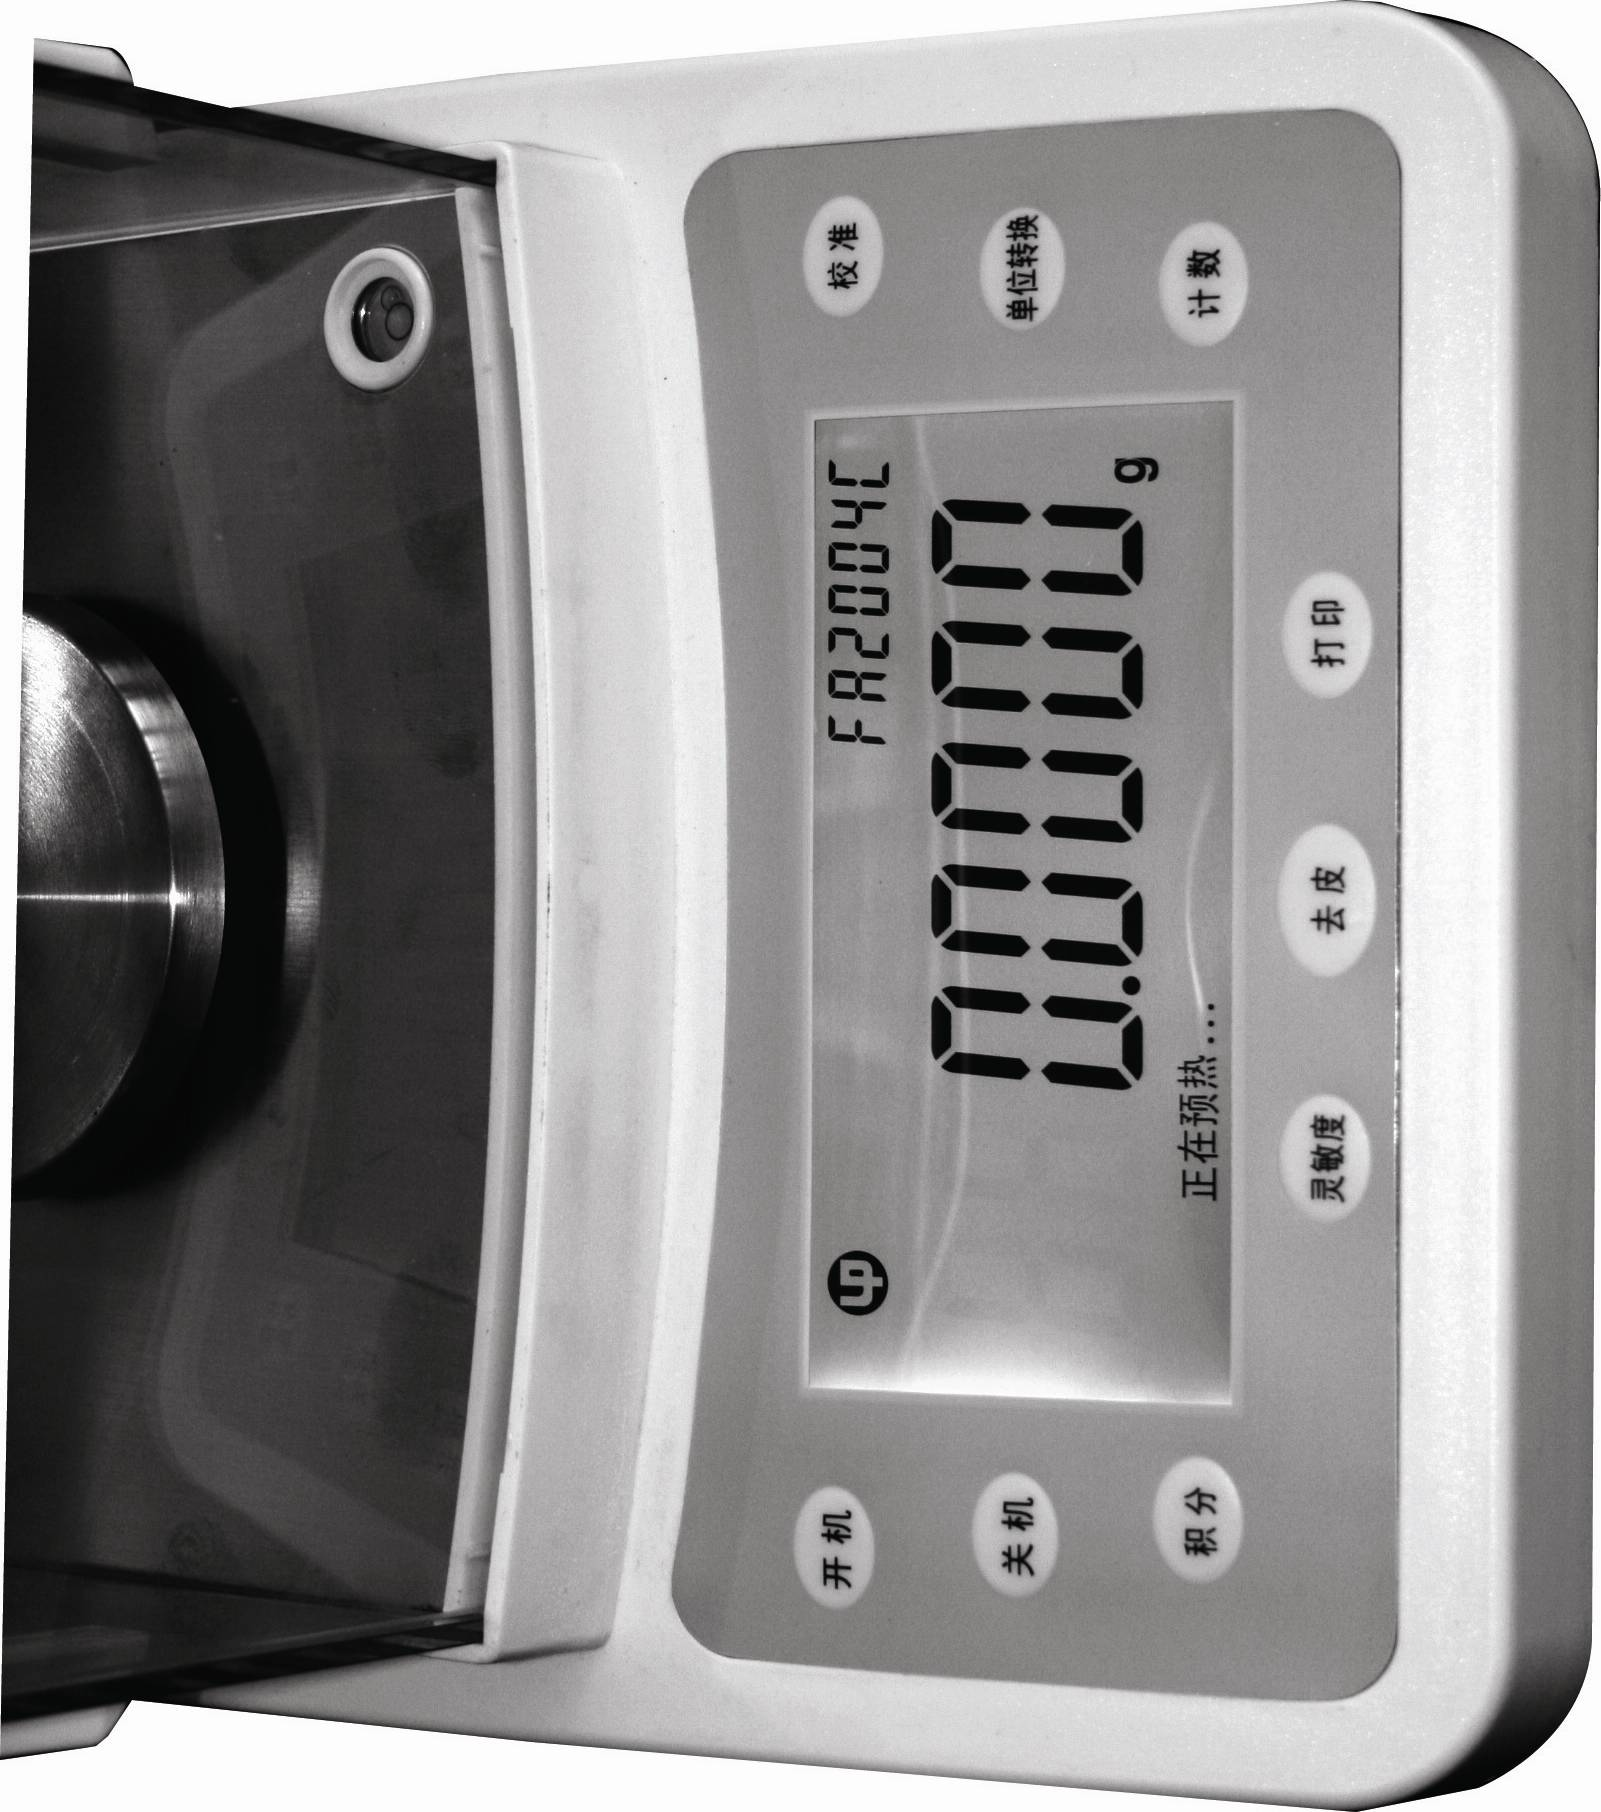 FA2004C
0.0000 g
正在预热...
开机
关机
积分
校准
单位转换
计数
灵敏度
去皮
打印